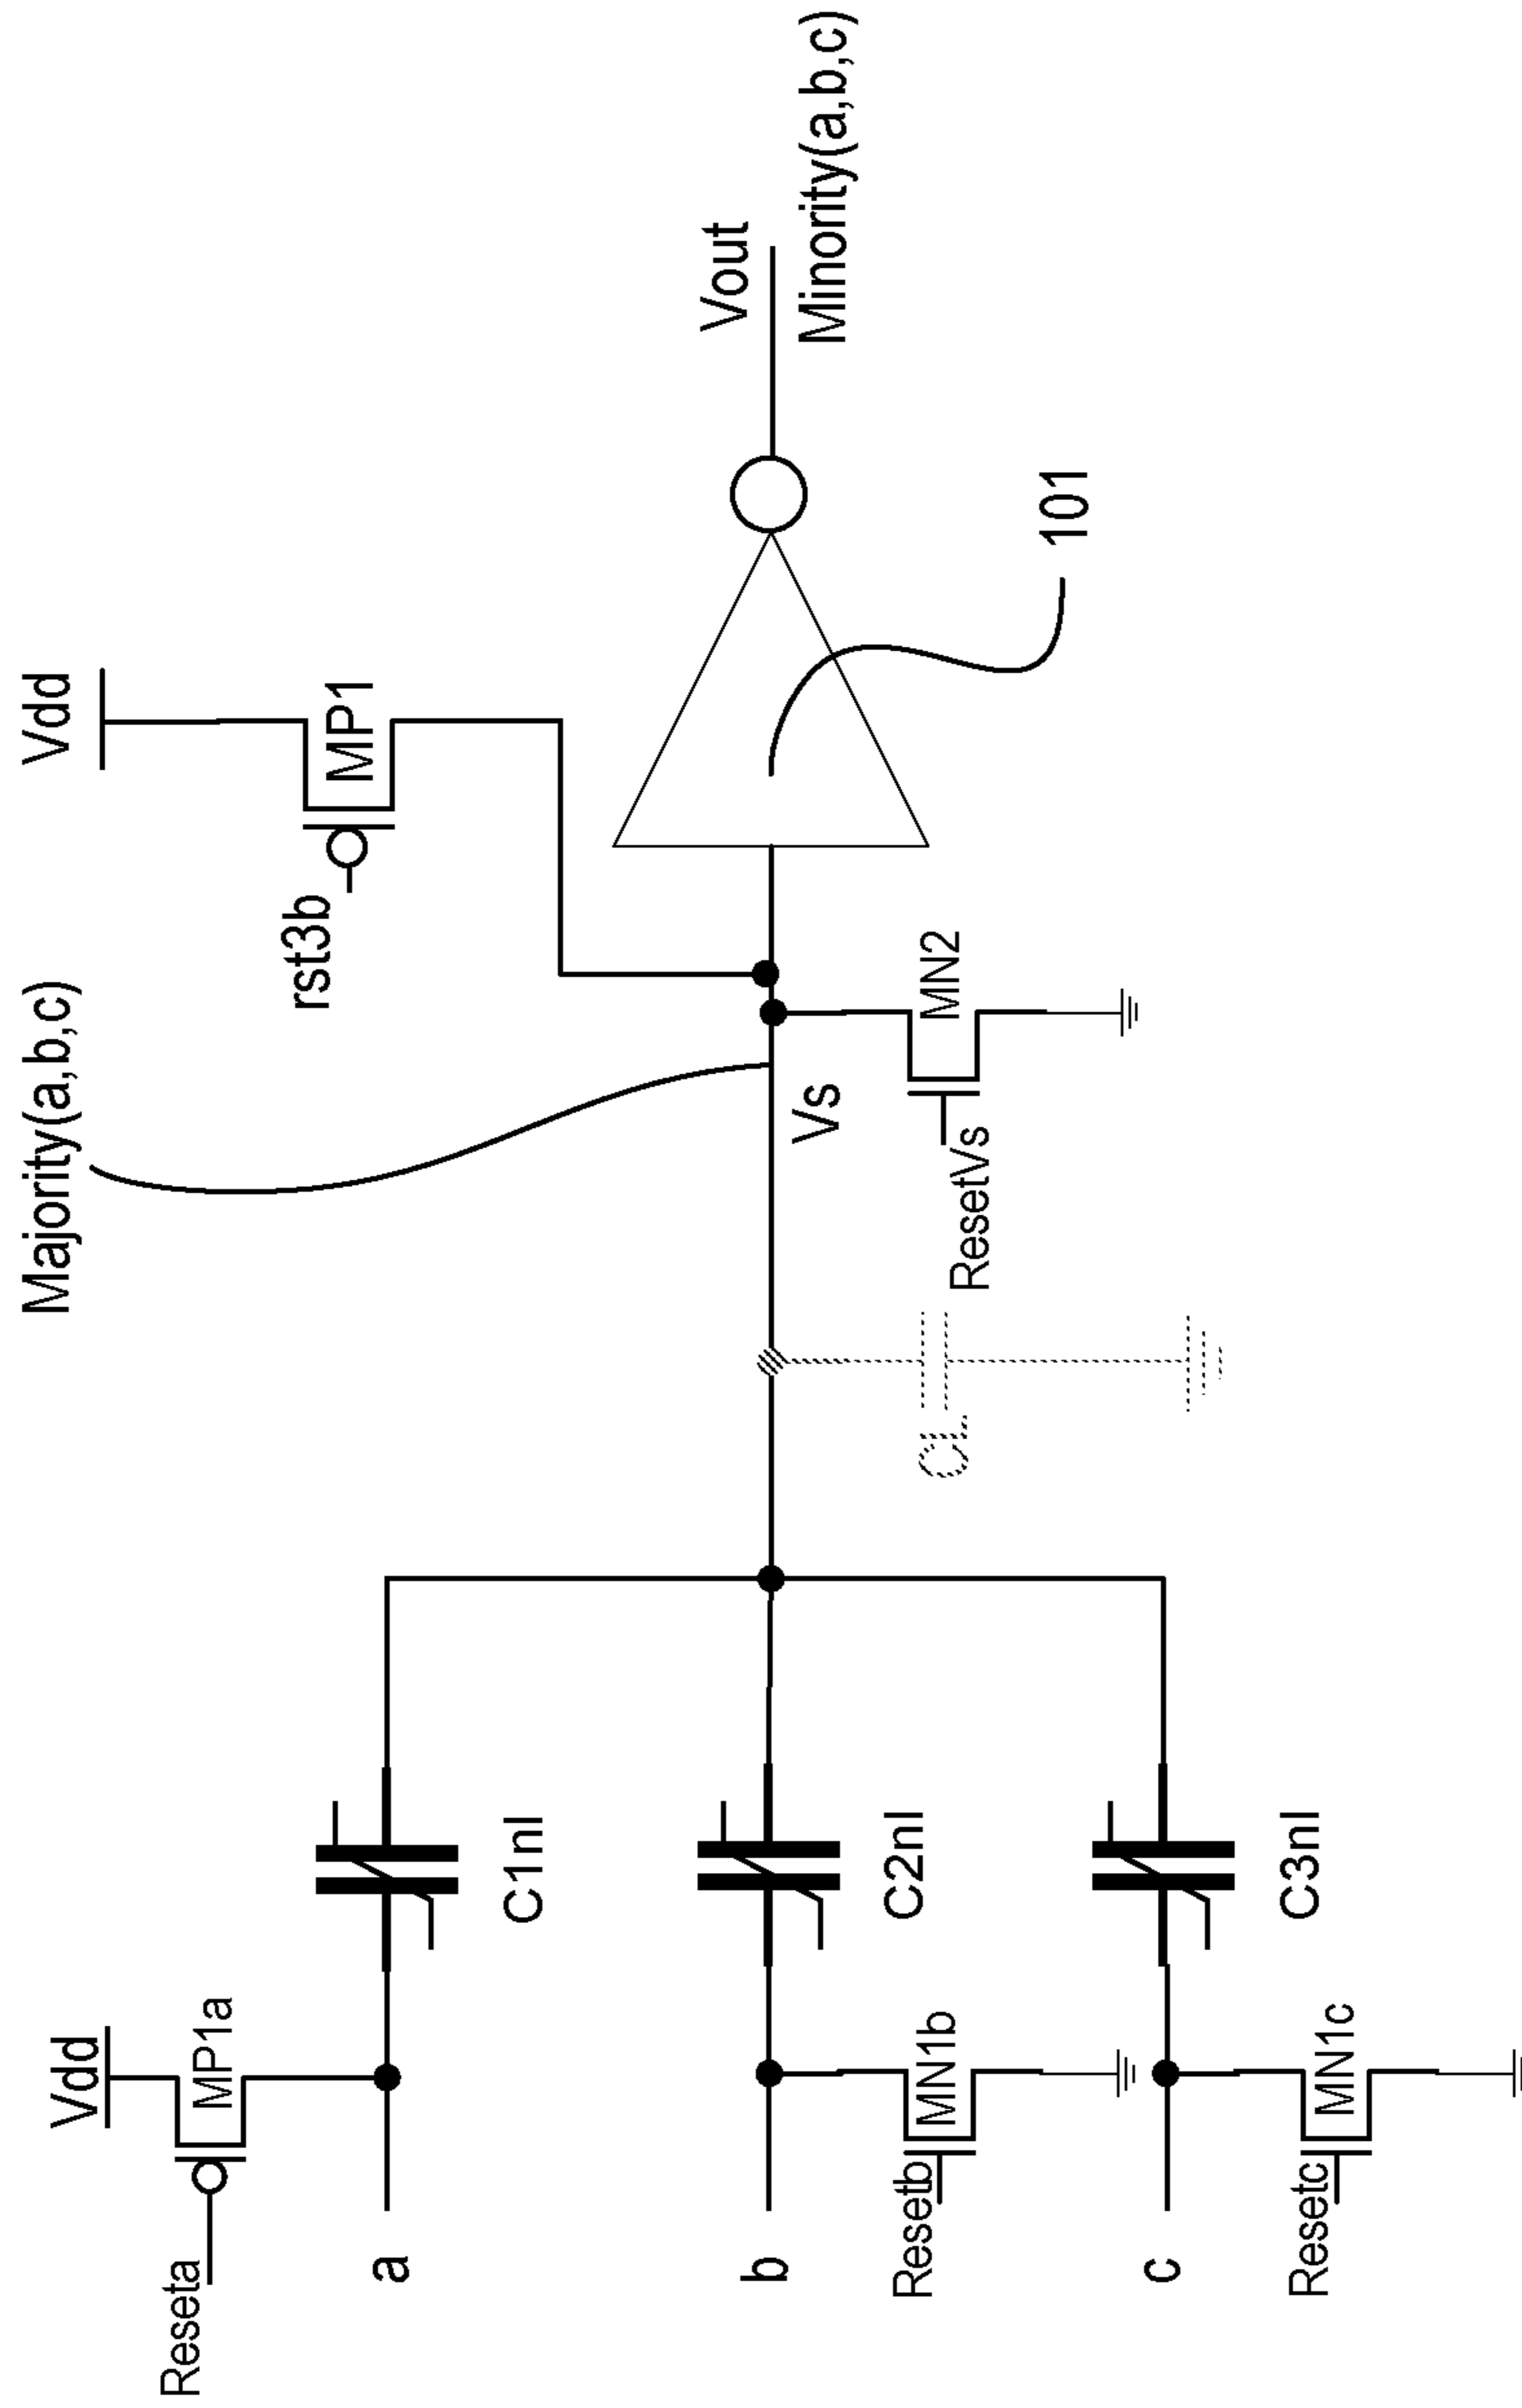 Majority(a,b,c)
Vdd
rst3b
MP1
Vout
Minority(a,b,c)
101
Vs
MN2
ResetVs
CL
Vdd
MP1a
Reseta
a
C1nl
b
C2nl
MN1b
Resetb
c
C3nl
MN1c
Resetc